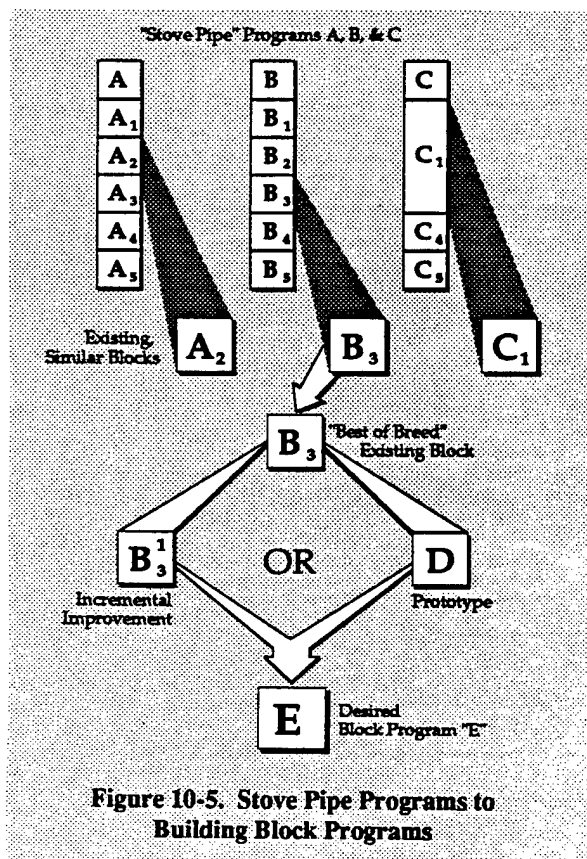 "Stove Pipe" Programs A, B, & C
A B C
A₁ B₁ C₁
A₂ B₂
A₃ B₃
A₄ B₄ C₄
A₅ B₅ C₅
Existing,
Similar Blocks
A₂ B₃ C₁
B₃
"Best of Breed"
Existing Block
B₃¹ OR D
Incremental
Improvement
Prototype
E
Desired
Block Program "E"
Figure 10-5. Stove Pipe Programs to
Building Block Programs